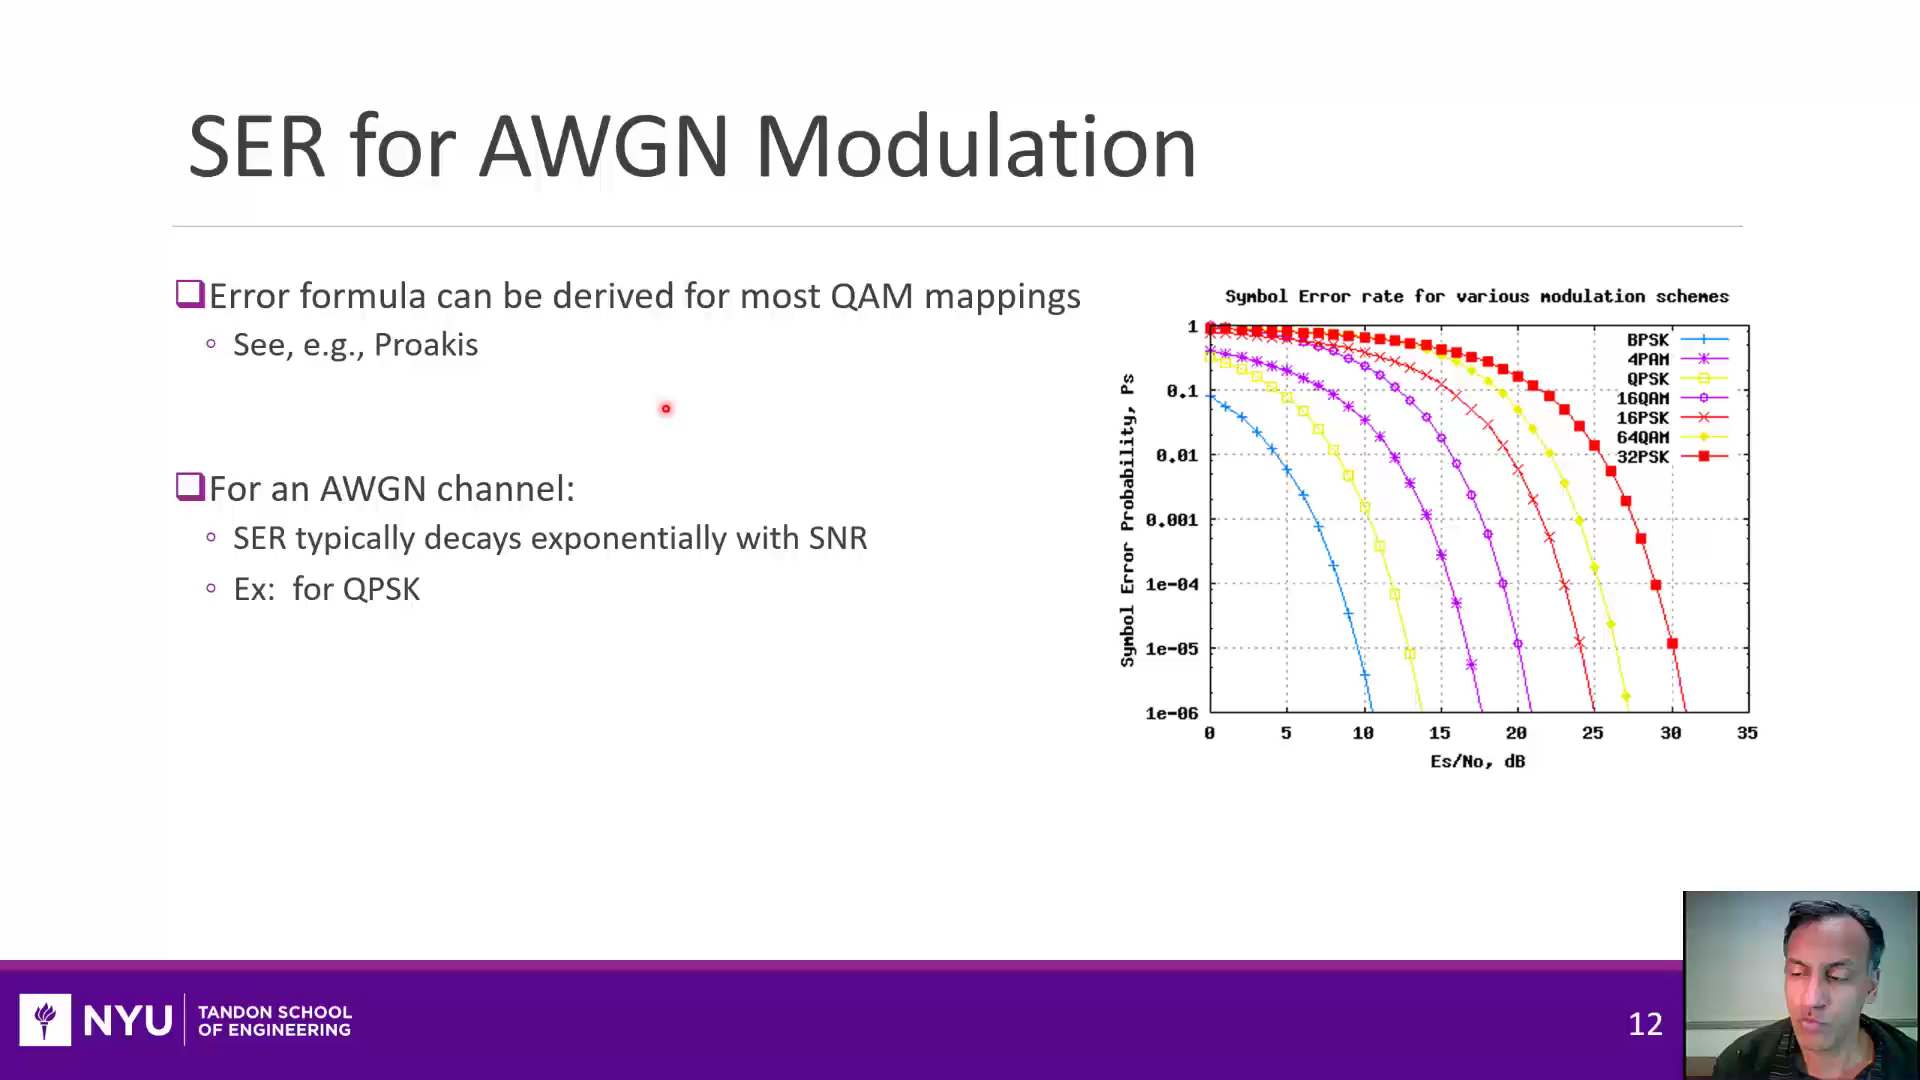 SER for AWGN Modulation
Error formula can be derived for most QAM mappings
See, e.g., Proakis
For an AWGN channel:
SER typically decays exponentially with SNR
Ex: for QPSK
Symbol Error rate for various modulation schemes
Symbol Error Probability, Ps
1
0.1
0.01
0.001
1e-04
1e-05
1e-06
BPSK
4PAM
QPSK
16QAM
16PSK
64QAM
32PSK
0 5 10 15 20 25 30 35
Es/No, dB
NYU
TANDON SCHOOL
OF ENGINEERING
12